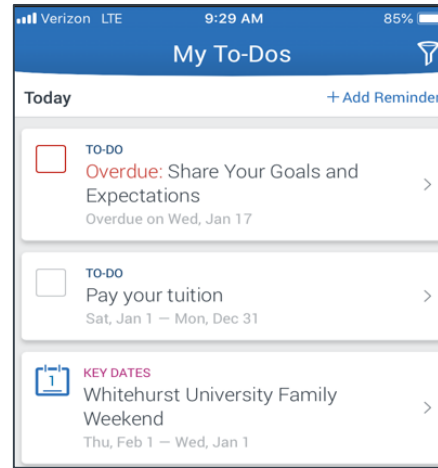 Verizon LTE 9:29 AM 85%
My To-Dos
Today + Add Reminder
TO-DO
Overdue: Share Your Goals and
Expectations
Overdue on Wed, Jan 17
TO-DO
Pay your tuition
Sat, Jan 1 — Mon, Dec 31
1
KEY DATES
Whitehurst University Family
Weekend
Thu, Feb 1 — Wed, Jan 1